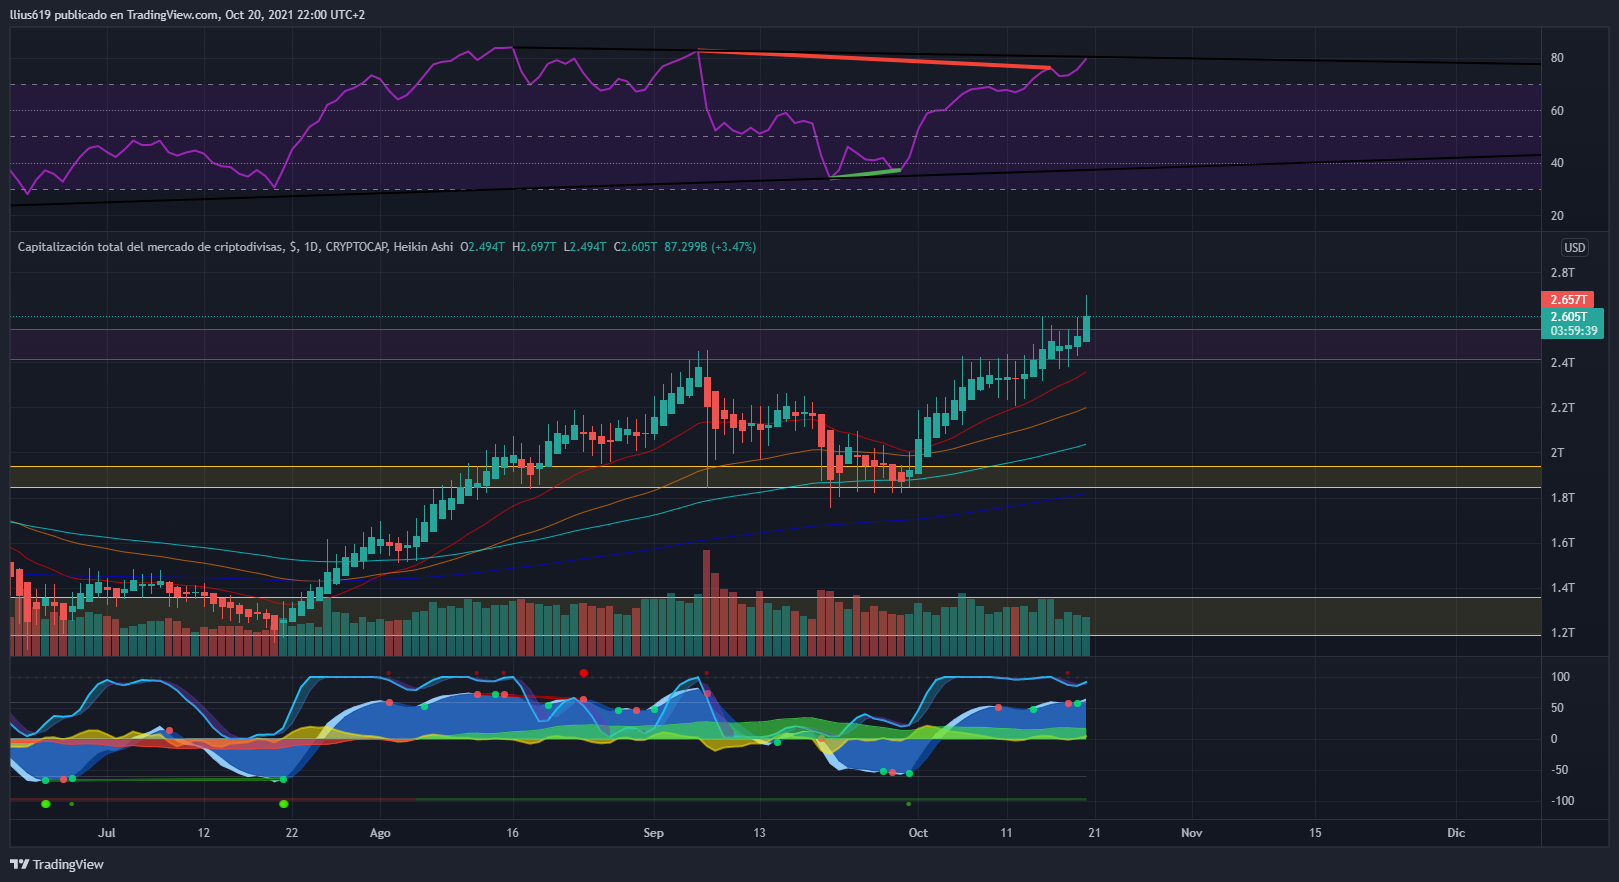 llius619 publicado en TradingView.com, Oct 20, 2021 22:00 UTC+2
80
60
40
20
Capitalización total del mercado de criptodivisas, $, 1D, CRYPTOCAP, Heikin Ashi O2.494T H2.697T L2.494T C2.605T 87.299B (+3.47%)
USD
2.8T
2.657T
2.605T
03:59:39
2.4T
2.2T
2T
1.8T
1.6T
1.4T
1.2T
100
50
0
-50
-100
Jul 12 22 Ago 16 Sep 13 Oct 11 21 Nov 15 Dic
TradingView